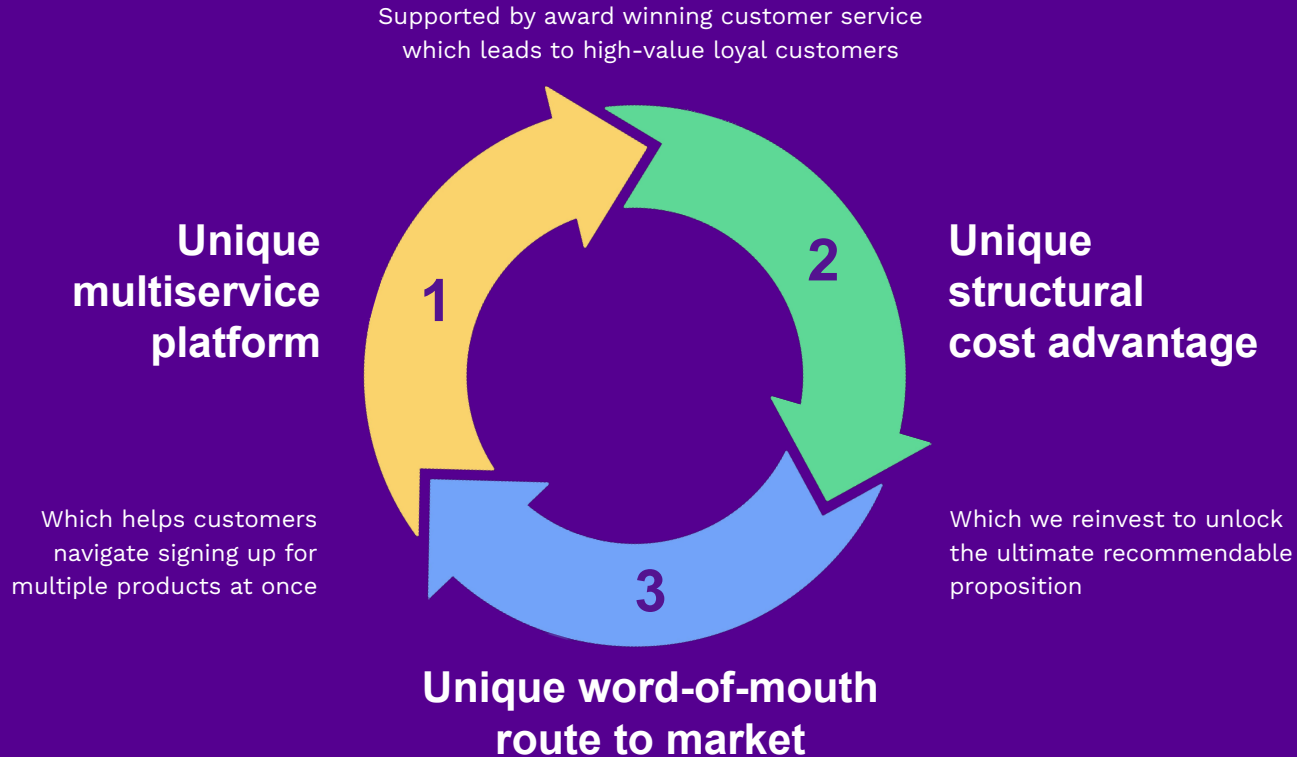 Supported by award winning customer service
which leads to high-value loyal customers
Unique
multiservice
platform
1
2
Unique
structural
cost advantage
Which helps customers
navigate signing up for
multiple products at once
Which we reinvest to unlock
the ultimate recommendable
proposition
3
Unique word-of-mouth
route to market